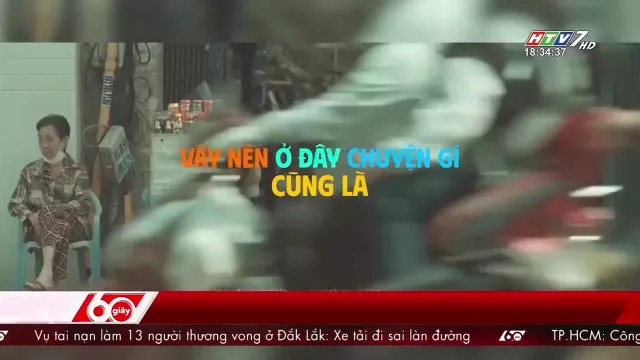 HTV7 HD
18:34:37
VẬY NÊN Ở ĐÂY CHUYỆN GÌ
CŨNG LÀ
60 giây
Vụ tai nạn làm 13 người thương vong ở Đắk Lắk: Xe tải đi sai làn đường
60
TP.HCM: Công